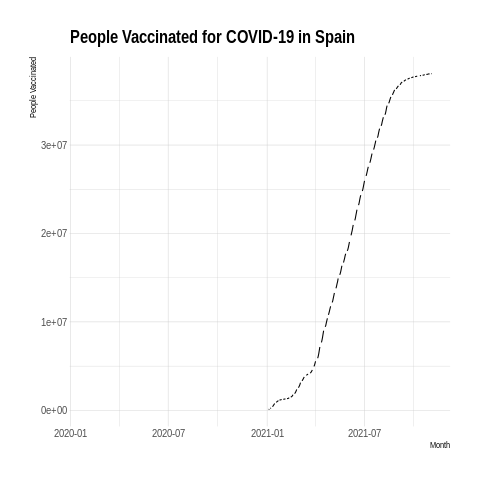 People Vaccinated for COVID-19 in Spain
People Vaccinated
3e+07
2e+07
1e+07
0e+00
2020-01 2020-07 2021-01 2021-07
Month